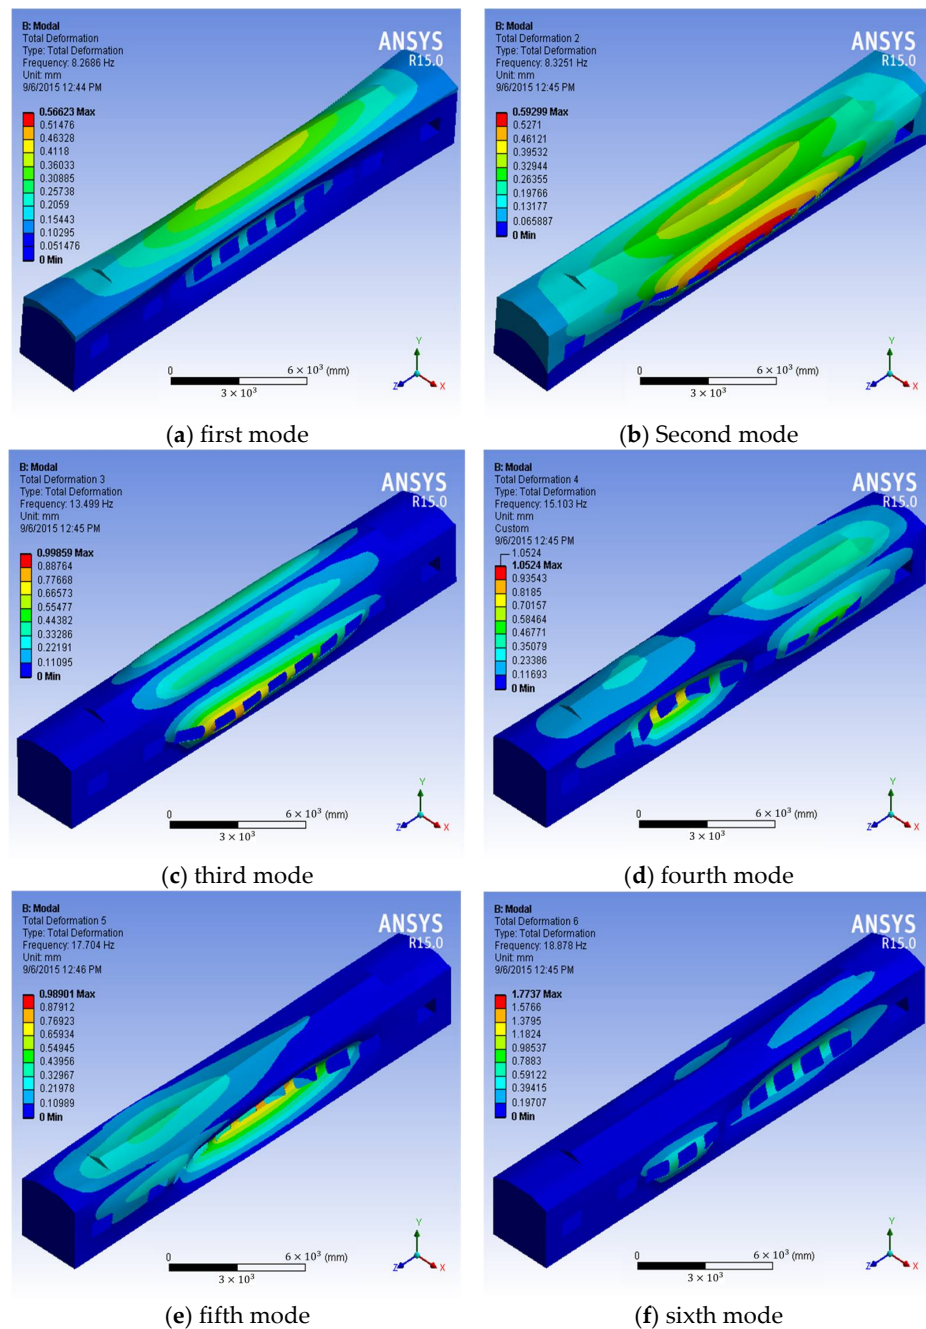 B: Modal
Total Deformation
Type: Total Deformation
Frequency: 8.2686 Hz
Unit: mm
9/6/2015 12:44 PM
ANSYS
R15.0
0.56623 Max
0.51476
0.46328
0.4118
0.36033
0.30885
0.25738
0.2059
0.15443
0.10295
0.051476
0 Min
0
6 × 10³ (mm)
3 × 10³
Y
Z
X
(a) first mode
B: Modal
Total Deformation 2
Type: Total Deformation
Frequency: 8.3251 Hz
Unit: mm
9/6/2015 12:45 PM
ANSYS
R15.0
0.59299 Max
0.5271
0.46121
0.39532
0.32944
0.26355
0.19766
0.13177
0.065887
0 Min
0
6 × 10³ (mm)
3 × 10³
Y
Z
X
(b) Second mode
B: Modal
Total Deformation 3
Type: Total Deformation
Frequency: 13.499 Hz
Unit: mm
9/6/2015 12:45 PM
ANSYS
R15.0
0.99859 Max
0.88764
0.77668
0.66573
0.55477
0.44382
0.33286
0.22191
0.11095
0 Min
0
6 × 10³ (mm)
3 × 10³
Y
Z
X
(c) third mode
B: Modal
Total Deformation 4
Type: Total Deformation
Frequency: 15.103 Hz
Unit: mm
Custom
9/6/2015 12:45 PM
ANSYS
R15.0
1.0524
1.0524 Max
0.93543
0.8185
0.70157
0.58464
0.46771
0.35079
0.23386
0.11693
0 Min
0
6 × 10³ (mm)
3 × 10³
Y
Z
X
(d) fourth mode
B: Modal
Total Deformation 5
Type: Total Deformation
Frequency: 17.704 Hz
Unit: mm
9/6/2015 12:46 PM
ANSYS
R15.0
0.98901 Max
0.87912
0.76923
0.65934
0.54945
0.43956
0.32967
0.21978
0.10989
0 Min
0
6 × 10³ (mm)
3 × 10³
Y
Z
X
(e) fifth mode
B: Modal
Total Deformation 6
Type: Total Deformation
Frequency: 18.878 Hz
Unit: mm
9/6/2015 12:45 PM
ANSYS
R15.0
1.7737 Max
1.5766
1.3795
1.1824
0.98537
0.7883
0.59122
0.39415
0.19707
0 Min
0
6 × 10³ (mm)
3 × 10³
Y
Z
X
(f) sixth mode